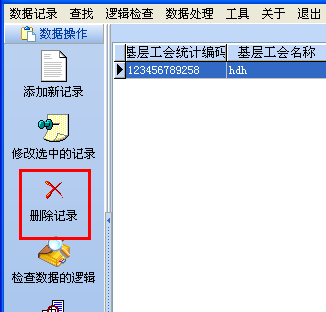 数据记录 查找 逻辑检查 数据处理 工具 关于 退出
数据操作
添加新记录
修改选中的记录
删除记录
检查数据的逻辑
基层工会统计编码 基层工会名称
123456789258 hdh